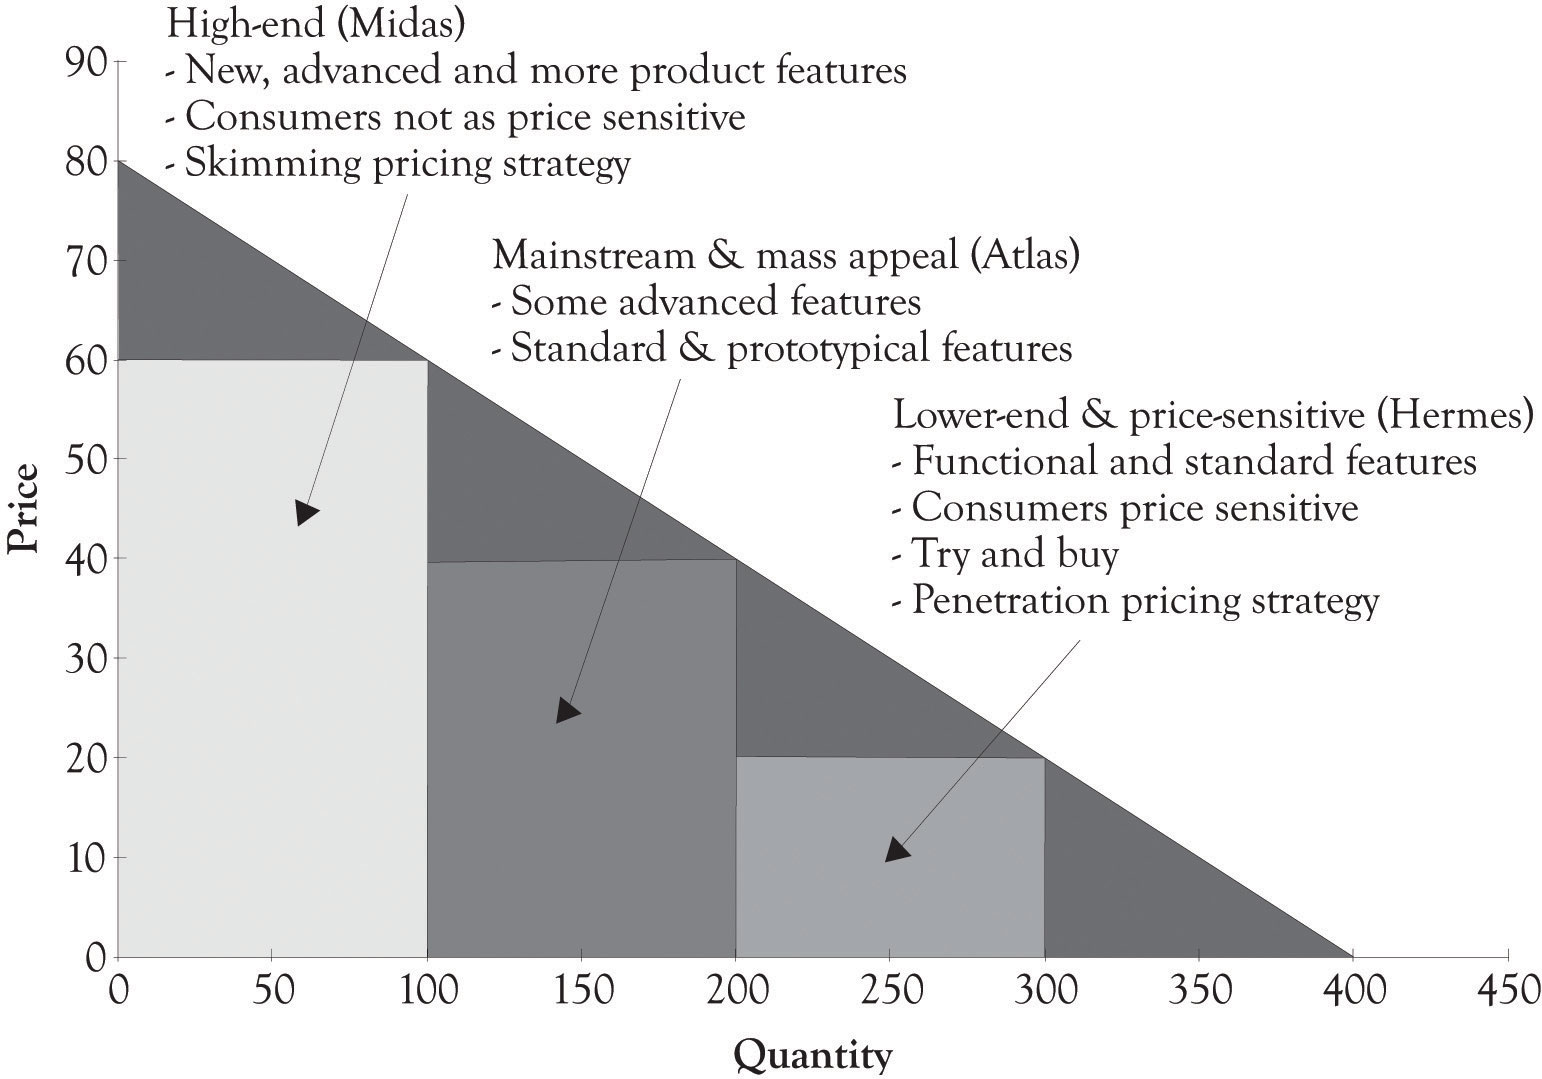 High-end (Midas)
- New, advanced and more product features
- Consumers not as price sensitive
- Skimming pricing strategy
Mainstream & mass appeal (Atlas)
- Some advanced features
- Standard & prototypical features
Lower-end & price-sensitive (Hermes)
- Functional and standard features
- Consumers price sensitive
- Try and buy
- Penetration pricing strategy
Price
90
80
70
60
50
40
30
20
10
0
0 50 100 150 200 250 300 350 400 450
Quantity